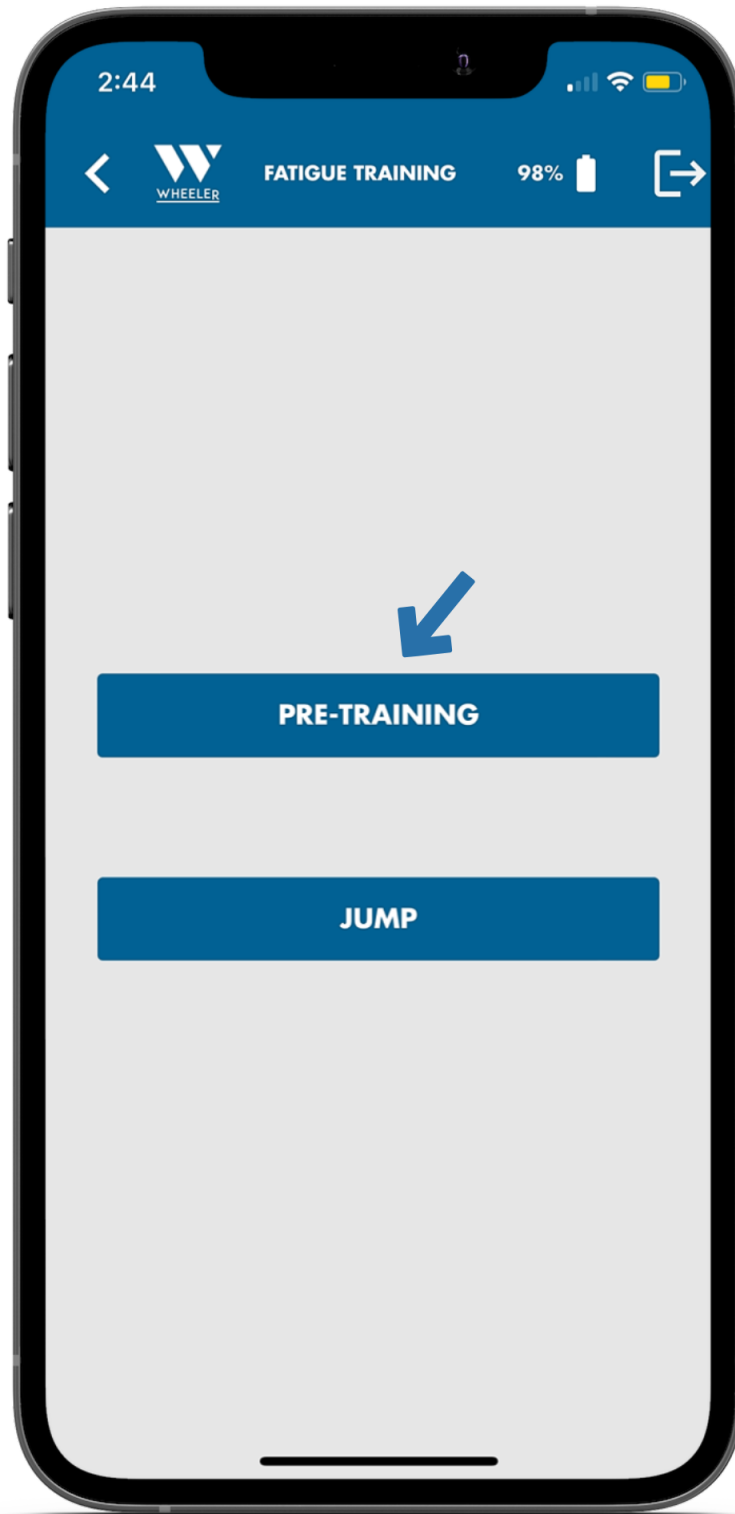 2:44
WHEELER
FATIGUE TRAINING
98%
PRE-TRAINING
JUMP